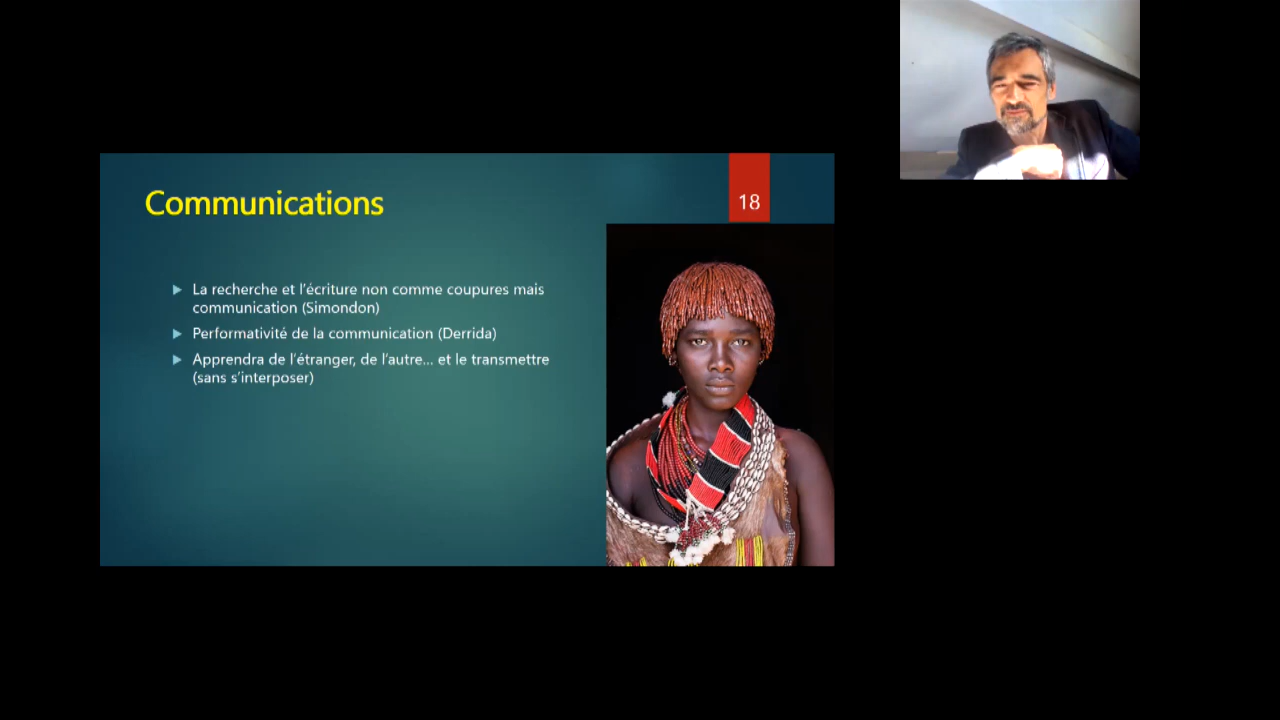 Communications
18
La recherche et l'écriture non comme coupures mais
communication (Simondon)
Performativité de la communication (Derrida)
Apprendra de l'étranger, de l'autre... et le transmettre
(sans s'interposer)